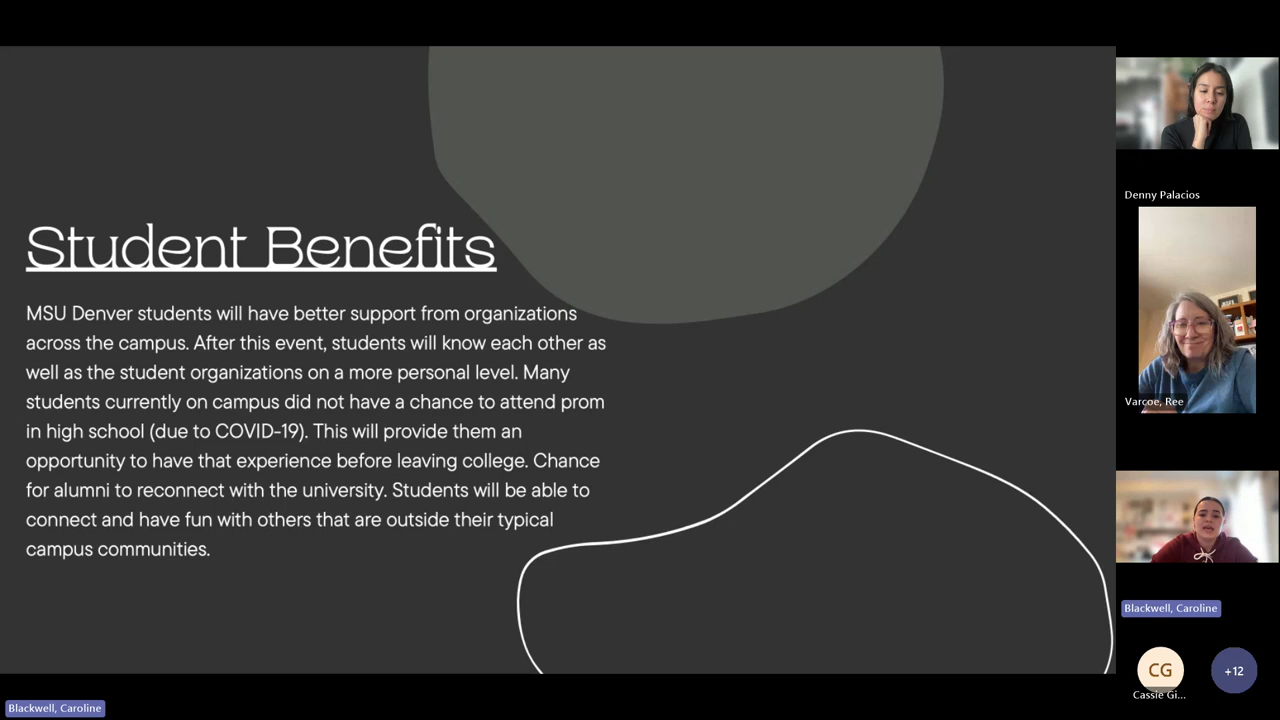 Student Benefits
MSU Denver students will have better support from organizations
across the campus. After this event, students will know each other as
well as the student organizations on a more personal level. Many
students currently on campus did not have a chance to attend prom
in high school (due to COVID-19). This will provide them an
opportunity to have that experience before leaving college. Chance
for alumni to reconnect with the university. Students will be able to
connect and have fun with others that are outside their typical
campus communities.
Denny Palacios
Varcoe, Ree
Blackwell, Caroline
CG
+12
Cassie Gi...
Blackwell, Caroline